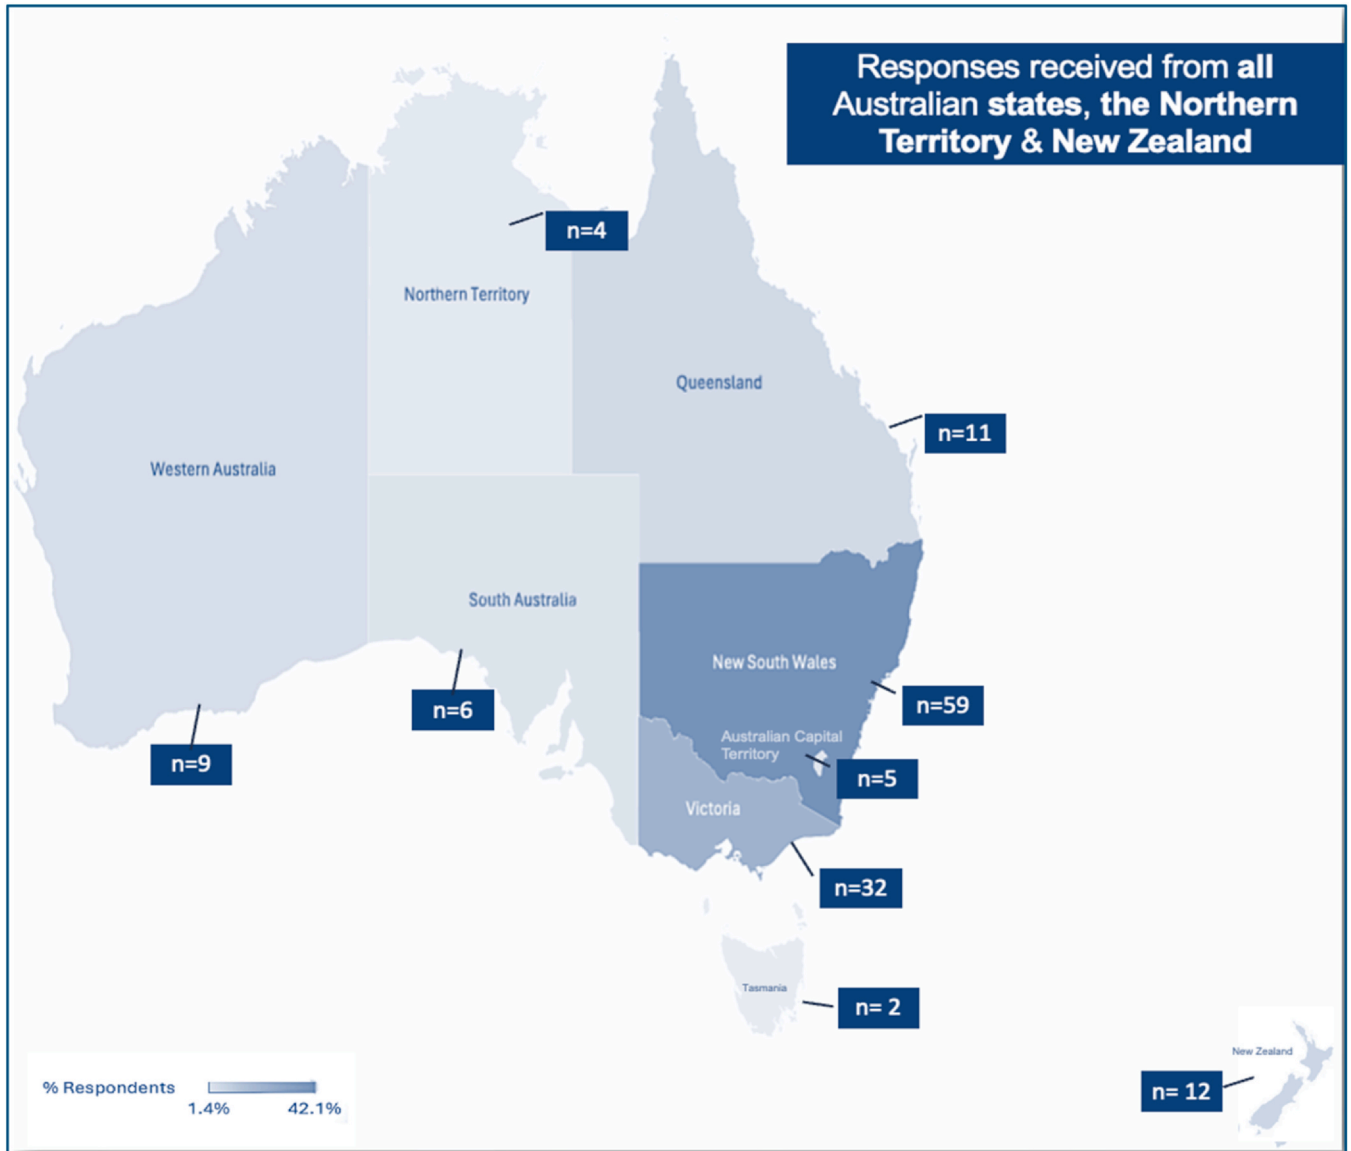 Responses received from all
Australian states, the Northern
Territory & New Zealand
n=4
Northern Territory
Queensland
n=11
Western Australia
South Australia
New South Wales
n=6
n=59
Australian Capital
Territory
n=9
n=5
Victoria
n=32
Tasmania
n= 2
New Zealand
n= 12
% Respondents
1.4% 42.1%